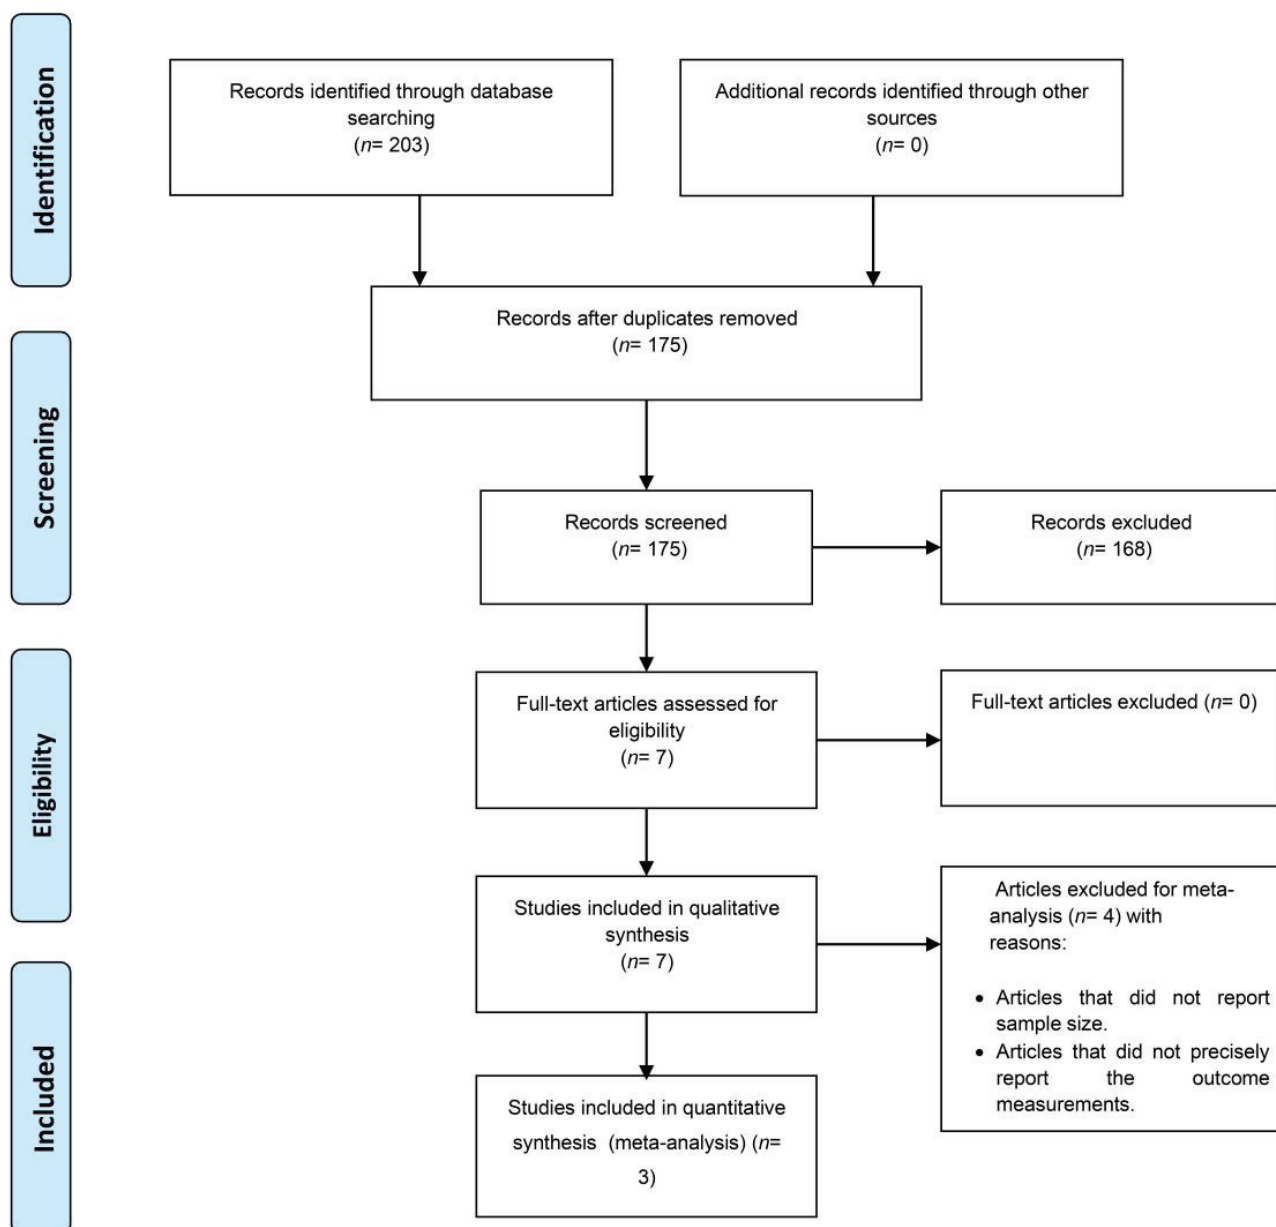 Identification
Records identified through database
searching
(n= 203)
Additional records identified through other
sources
(n= 0)
Records after duplicates removed
(n= 175)
Screening
Records screened
(n= 175)
Records excluded
(n= 168)
Eligibility
Full-text articles assessed for
eligibility
(n= 7)
Full-text articles excluded (n= 0)
Studies included in qualitative
synthesis
(n= 7)
Articles excluded for meta-
analysis (n= 4) with
reasons:
• Articles that did not report
sample size.
• Articles that did not precisely
report the outcome
measurements.
Included
Studies included in quantitative
synthesis (meta-analysis) (n=
3)